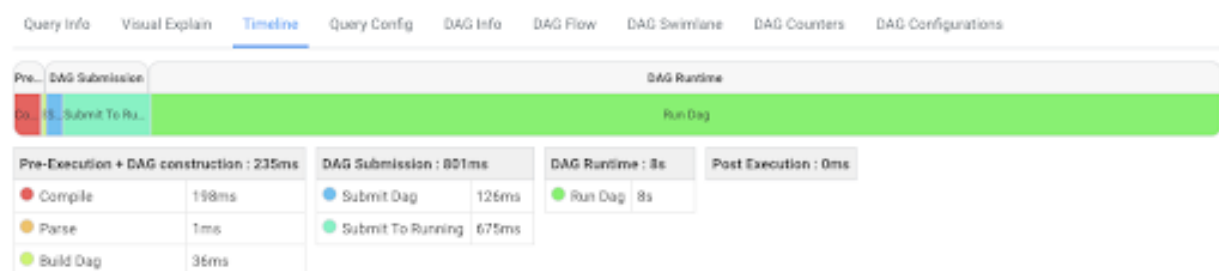 Query Info Visual Explain Timeline Query Config DAG Info DAG Flow DAG Swimlane DAG Counters DAG Configurations
Pre... DAG Submission DAG Runtime
Co... S... Submit To Ru... Run Dag
Pre-Execution + DAG construction : 235ms DAG Submission : 801ms DAG Runtime : 8s Post Execution : 0ms
Compile 198ms Submit Dag 126ms Run Dag 8s
Parse 1ms Submit To Running 675ms
Build Dag 36ms